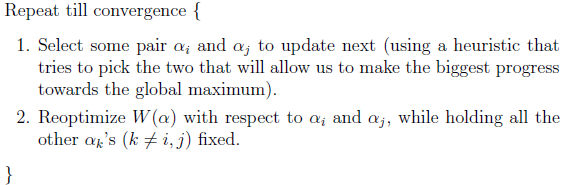 Repeat till convergence {
1. Select some pair αi and αj to update next (using a heuristic that
tries to pick the two that will allow us to make the biggest progress
towards the global maximum).
2. Reoptimize W(α) with respect to αi and αj, while holding all the
other αk's (k ≠ i, j) fixed.
}